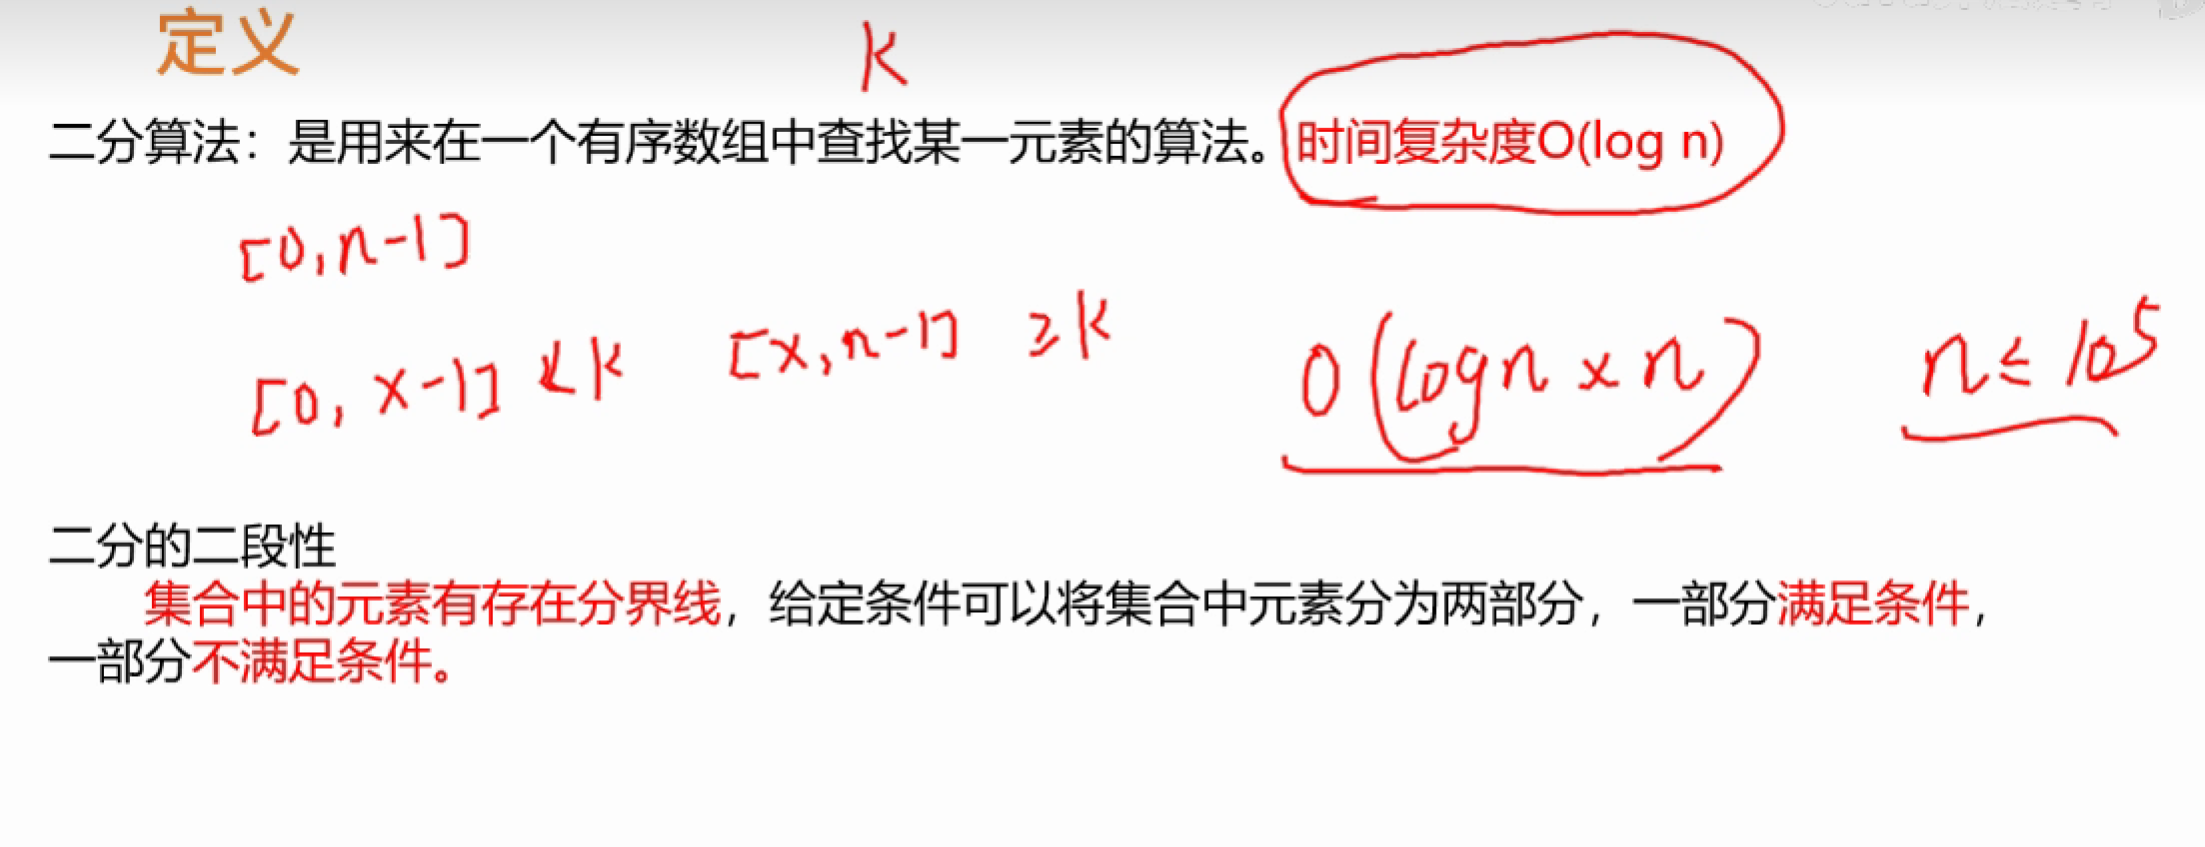 定义
K
二分算法：是用来在一个有序数组中查找某一元素的算法。时间复杂度O(log n)
[0,n-1]
[0,x-1] <k [x,n-1] ≥k O(logn×n) n≤10^5
二分的二段性
集合中的元素有存在分界线，给定条件可以将集合中元素分为两部分，一部分满足条件，
一部分不满足条件。